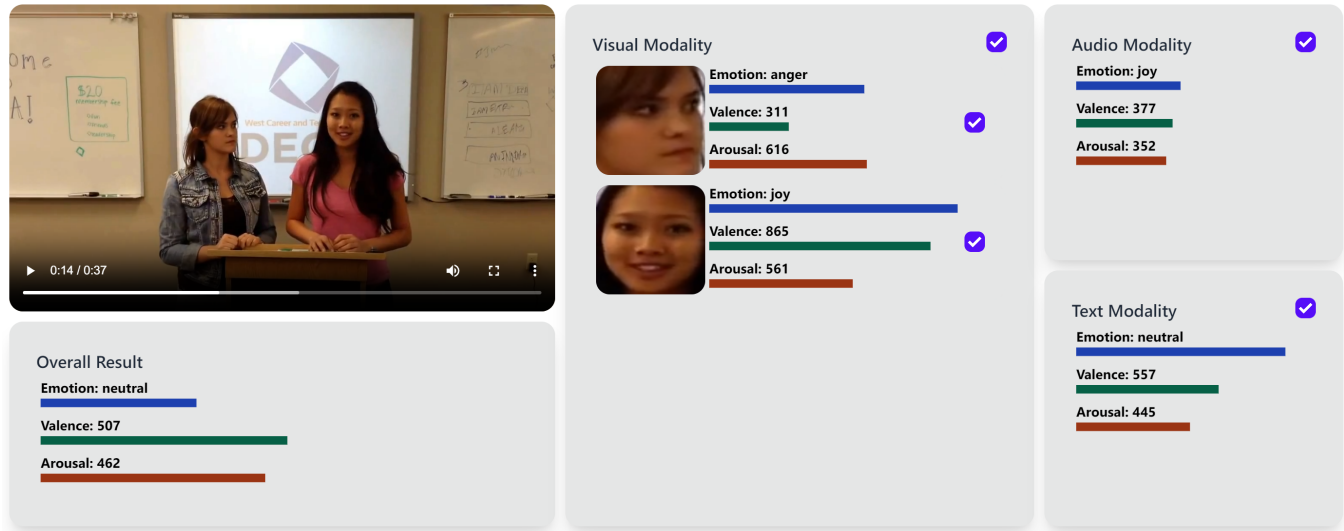 ome
A!
$20
Membership fee
West Career and Te
DEC
0:14 / 0:37
Overall Result
Emotion: neutral
Valence: 507
Arousal: 462
Visual Modality
Emotion: anger
Valence: 311
Arousal: 616
Emotion: joy
Valence: 865
Arousal: 561
Audio Modality
Emotion: joy
Valence: 377
Arousal: 352
Text Modality
Emotion: neutral
Valence: 557
Arousal: 445